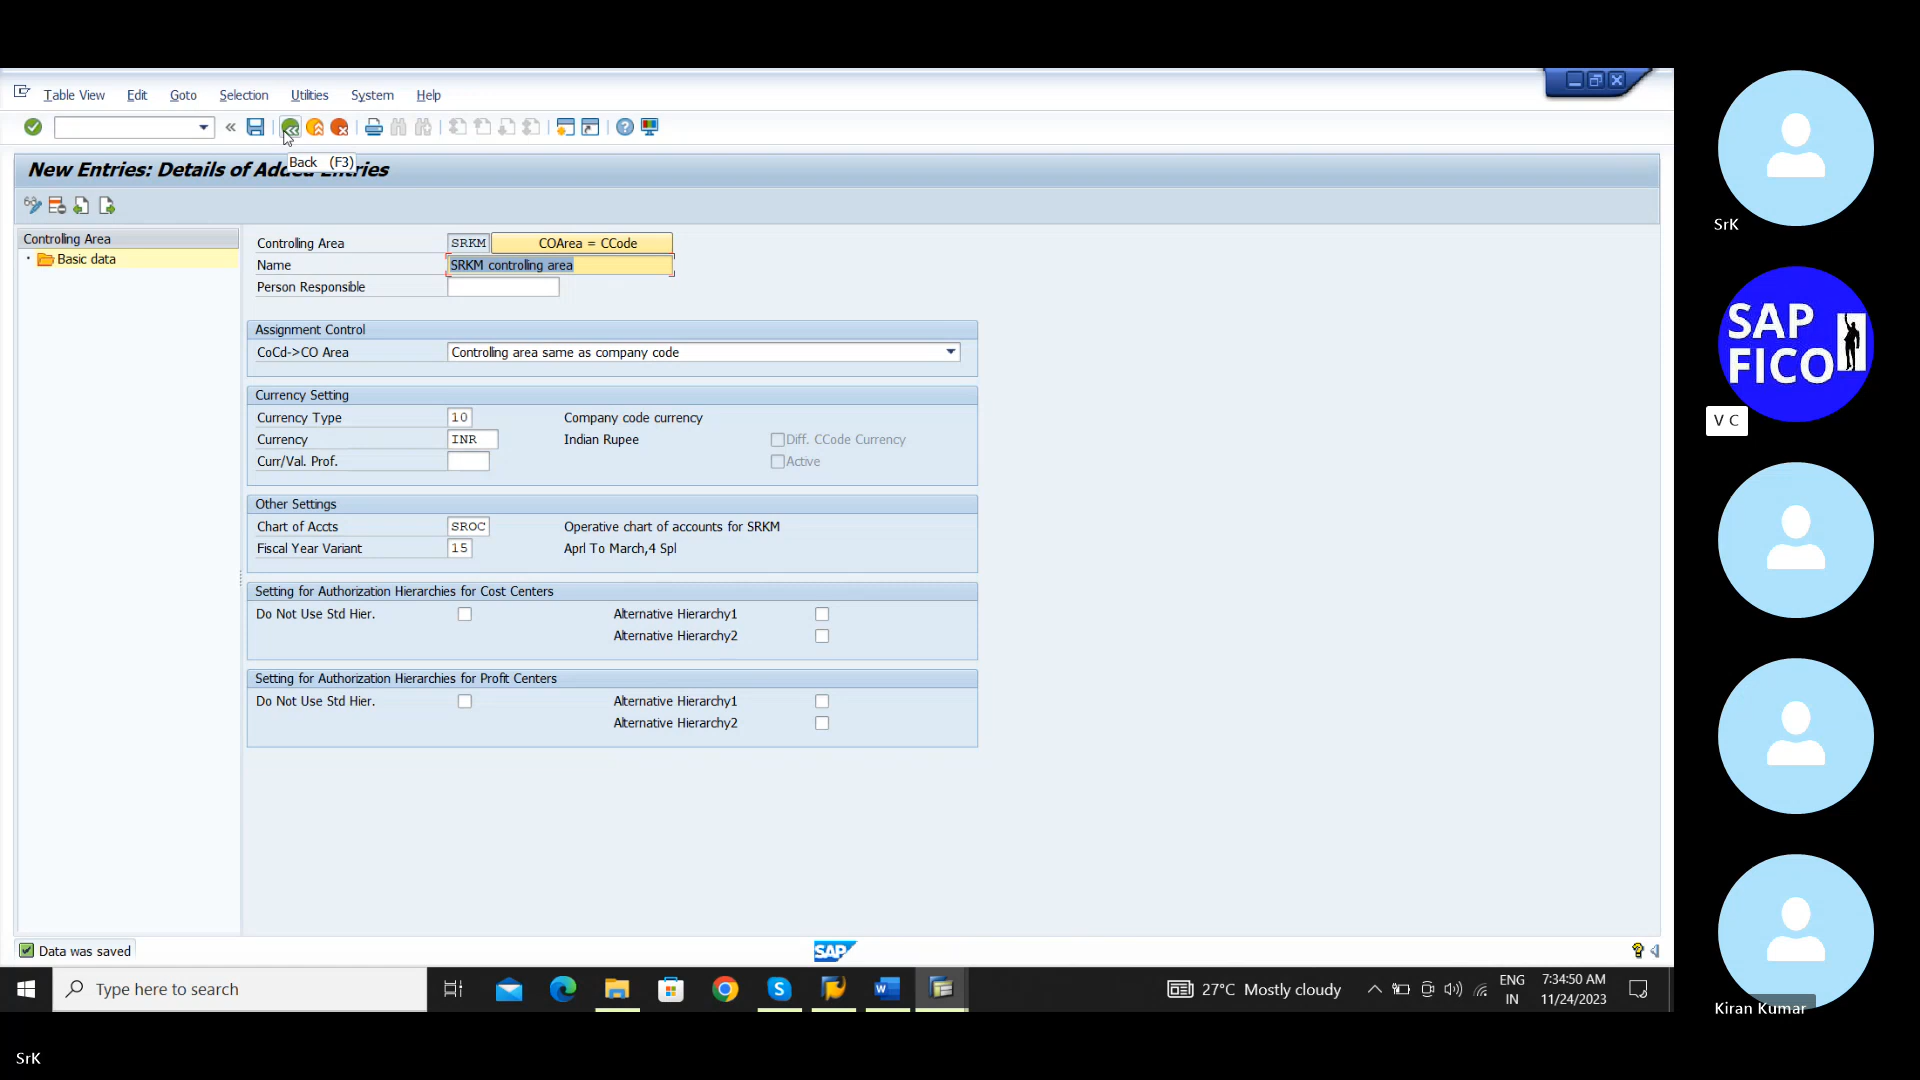 Table View Edit Goto Selection Utilities System Help
Back (F3)
New Entries: Details of Added Entries
Controling Area
Basic data
Controling Area SRKM COArea = CCode
Name SRKM controling area
Person Responsible
Assignment Control
CoCd->CO Area Controling area same as company code
Currency Setting
Currency Type 10 Company code currency
Currency INR Indian Rupee Diff. CCode Currency
Curr/Val. Prof. Active
Other Settings
Chart of Accts SROC Operative chart of accounts for SRKM
Fiscal Year Variant 15 Aprl To March,4 Spl
Setting for Authorization Hierarchies for Cost Centers
Do Not Use Std Hier. Alternative Hierarchy1
Alternative Hierarchy2
Setting for Authorization Hierarchies for Profit Centers
Do Not Use Std Hier. Alternative Hierarchy1
Alternative Hierarchy2
Data was saved
SAP
Type here to search
27°C Mostly cloudy
ENG
IN
7:34:50 AM
11/24/2023
SrK
SAP
FICO
V C
Kiran Kumar
SrK